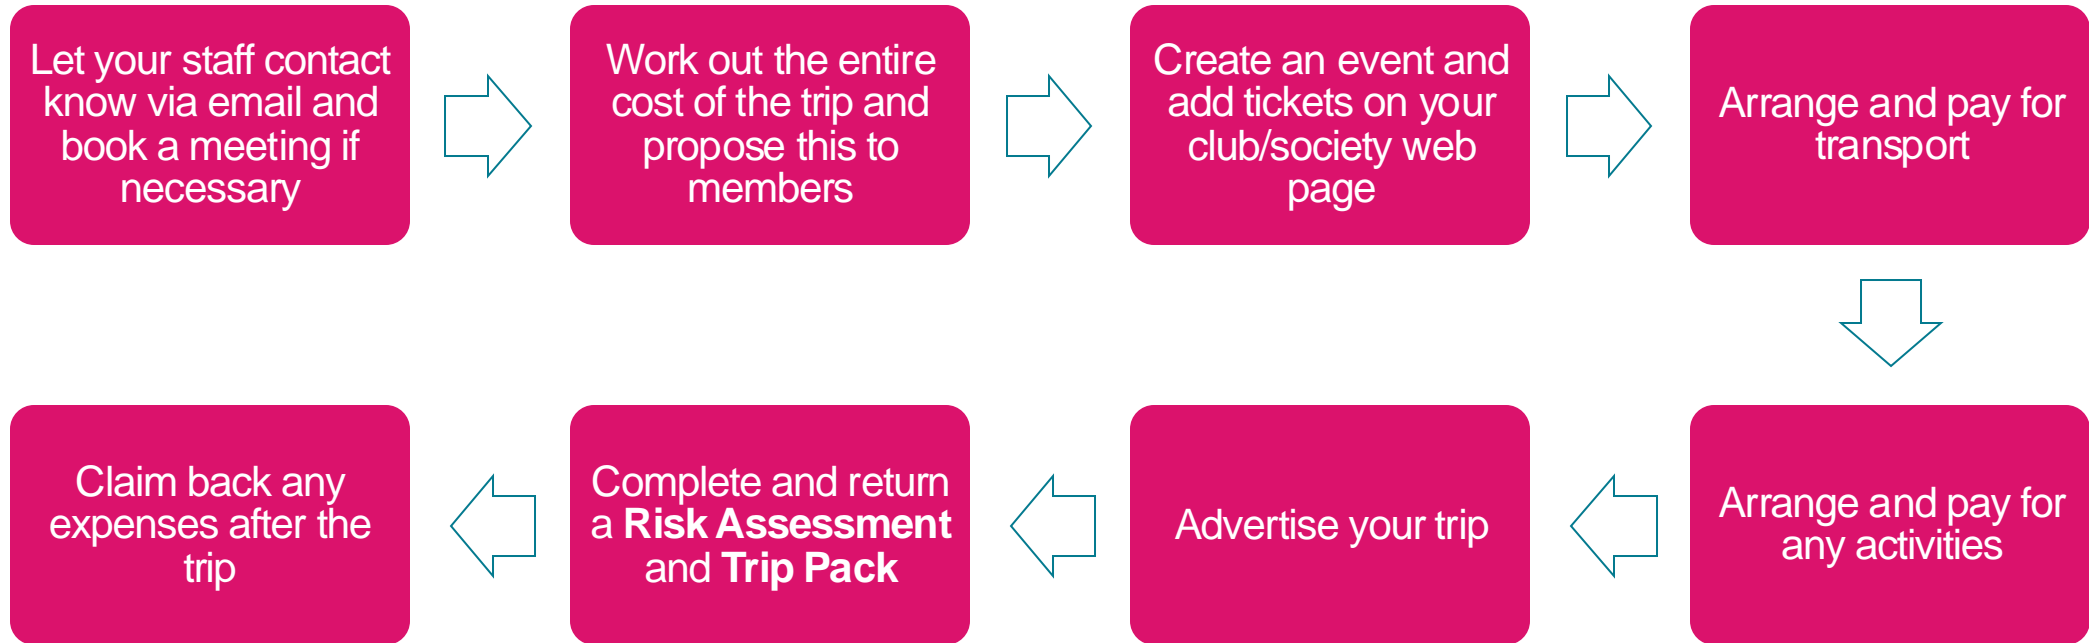 Let your staff contact
know via email and
book a meeting if
necessary
Work out the entire
cost of the trip and
propose this to
members
Create an event and
add tickets on your
club/society web
page
Arrange and pay for
transport
Arrange and pay for
any activities
Advertise your trip
Complete and return
a Risk Assessment
and Trip Pack
Claim back any
expenses after the
trip